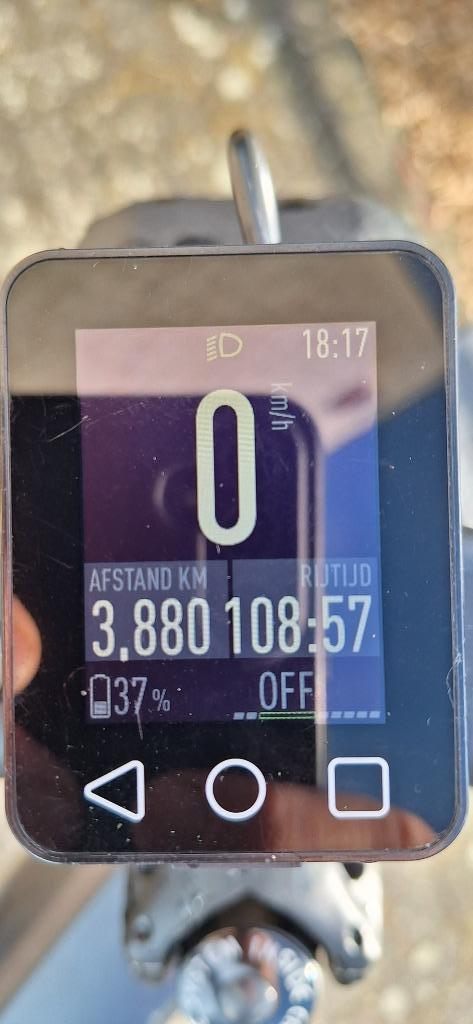 18:17
0 km/h
AFSTAND KM RIJTIJD
3,880 108:57
37% OFF